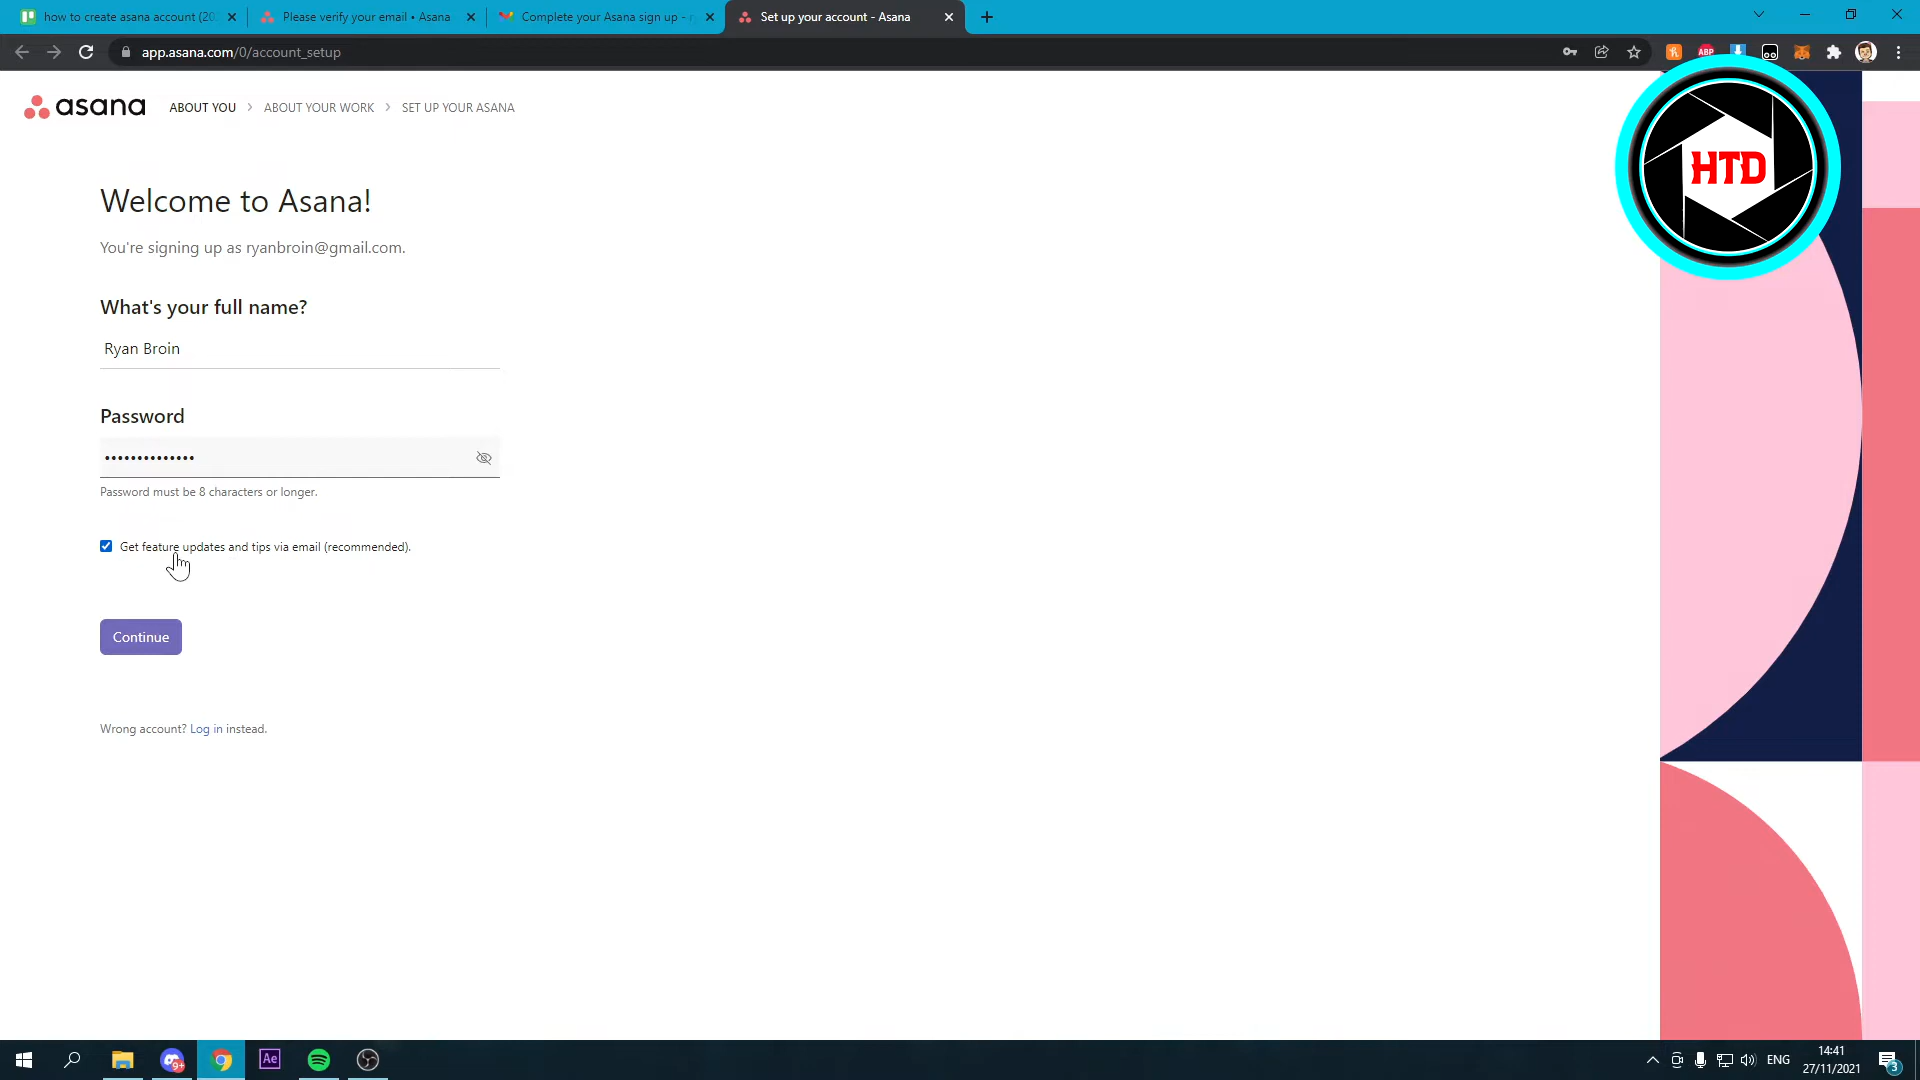 how to create asana account (20
Please verify your email • Asana
Complete your Asana sign up - r
Set up your account - Asana
app.asana.com/0/account_setup
ABP
asana
ABOUT YOU > ABOUT YOUR WORK > SET UP YOUR ASANA
HTD
Welcome to Asana!
You're signing up as ryanbroin@gmail.com.
What's your full name?
Ryan Broin
Password
••••••••••••••
Password must be 8 characters or longer.
Get feature updates and tips via email (recommended).
Continue
Wrong account? Log in instead.
9+
Ae
ENG
14:41
27/11/2021
3